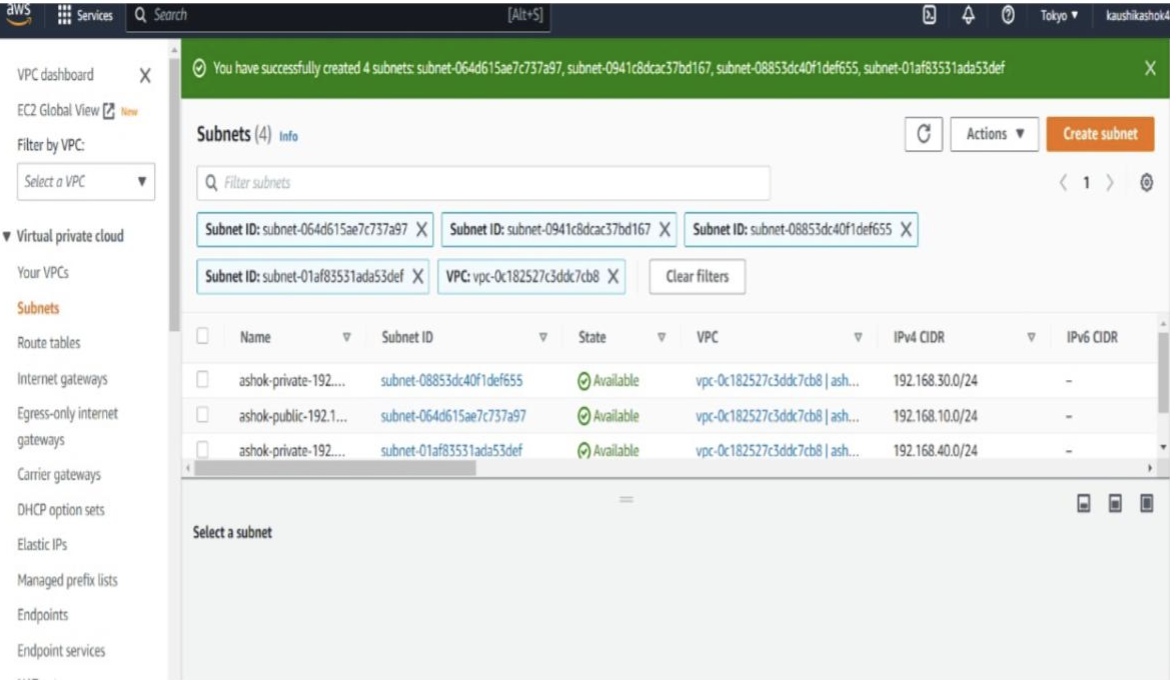 aws Services Search [Alt+S] Tokyo ▼ kaushikashok4
VPC dashboard X
EC2 Global View New
Filter by VPC:
Select a VPC ▼
▼ Virtual private cloud
Your VPCs
Subnets
Route tables
Internet gateways
Egress-only internet
gateways
Carrier gateways
DHCP option sets
Elastic IPs
Managed prefix lists
Endpoints
Endpoint services
You have successfully created 4 subnets: subnet-064d615ae7c737a97, subnet-0941c8dcac37bd167, subnet-08853dc40f1def655, subnet-01af83531ada53def X
Subnets (4) Info Actions ▼ Create subnet
Filter subnets < 1 >
Subnet ID: subnet-064d615ae7c737a97 X Subnet ID: subnet-0941c8dcac37bd167 X Subnet ID: subnet-08853dc40f1def655 X
Subnet ID: subnet-01af83531ada53def X VPC: vpc-0c182527c3ddc7cb8 X Clear filters
Name Subnet ID State VPC IPv4 CIDR IPv6 CIDR
ashok-private-192.... subnet-08853dc40f1def655 Available vpc-0c182527c3ddc7cb8 | ash... 192.168.30.0/24 –
ashok-public-192.1... subnet-064d615ae7c737a97 Available vpc-0c182527c3ddc7cb8 | ash... 192.168.10.0/24 –
ashok-private-192.... subnet-01af83531ada53def Available vpc-0c182527c3ddc7cb8 | ash... 192.168.40.0/24 –
Select a subnet